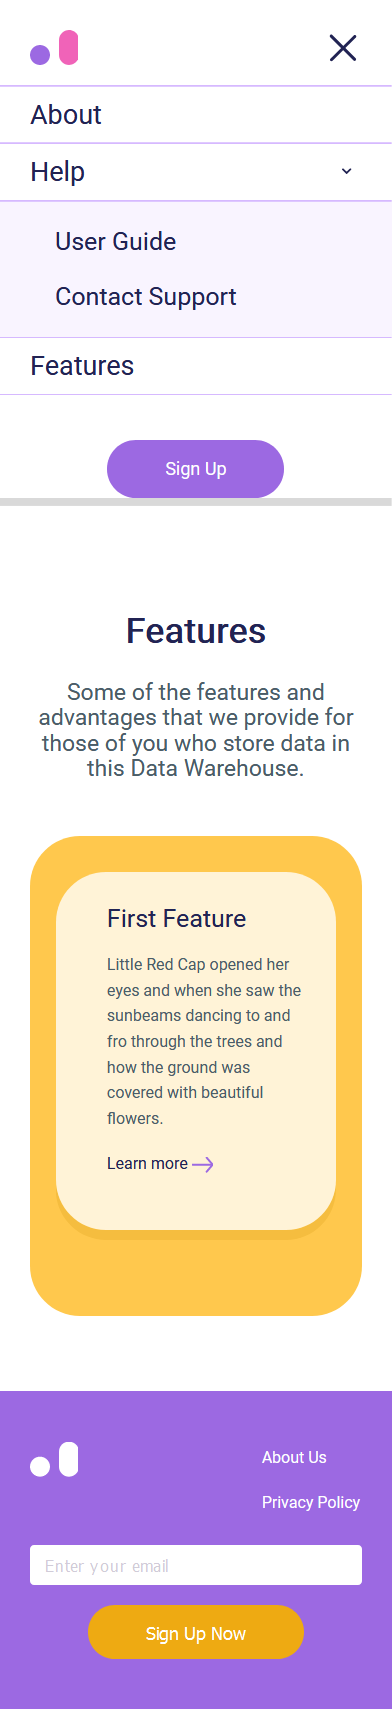 About
Help
User Guide
Contact Support
Features
Sign Up
Features
Some of the features and
advantages that we provide for
those of you who store data in
this Data Warehouse.
First Feature
Little Red Cap opened her
eyes and when she saw the
sunbeams dancing to and
fro through the trees and
how the ground was
covered with beautiful
flowers.
Learn more
About Us
Privacy Policy
Enter your email
Sign Up Now